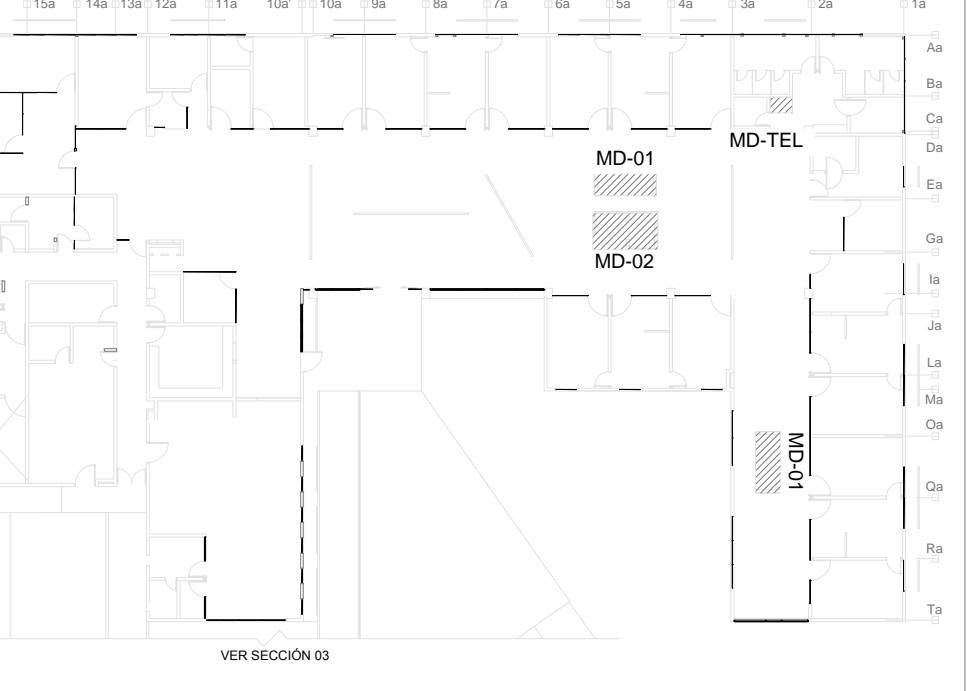 15a 14a 13a 12a 11a 10a' 10a 9a 8a 7a 6a 5a 4a 3a 2a 1a
Aa
Ba
Ca
MD-TEL
Da
MD-01
Ea
Ga
MD-02
Ia
Ja
La
Ma
Oa
MD-01
Qa
Ra
Ta
VER SECCIÓN 03